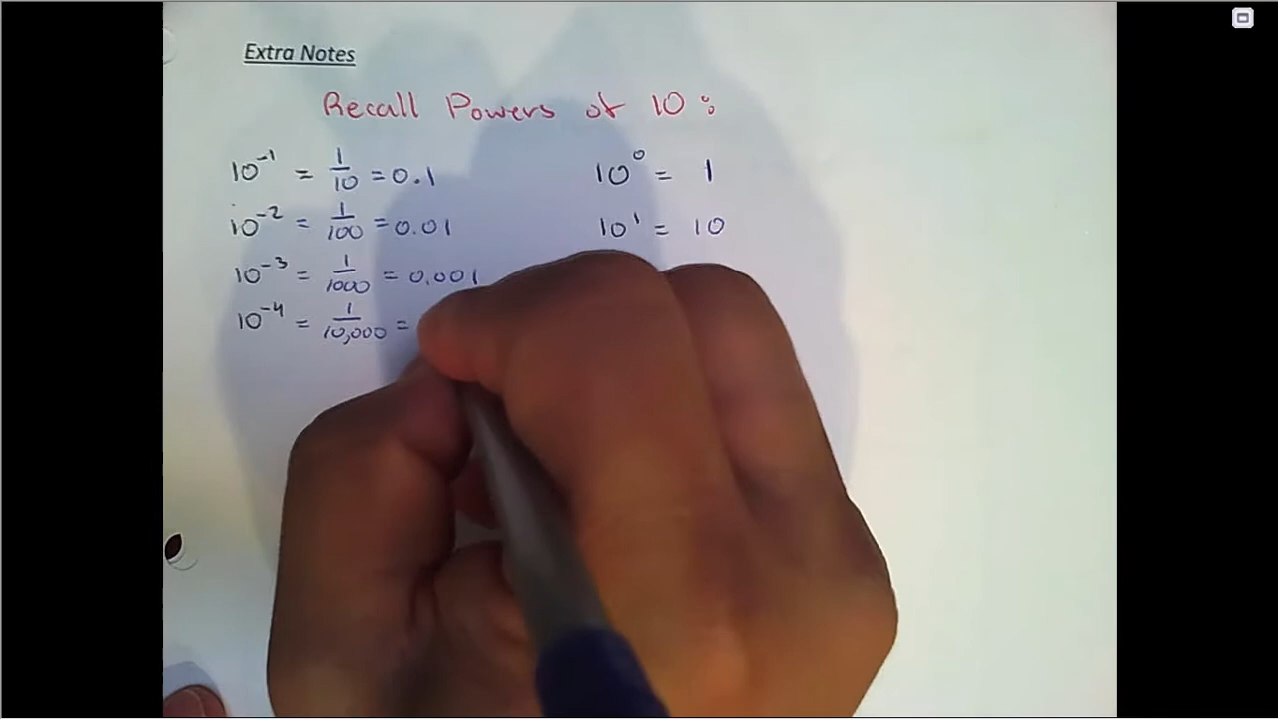 Extra Notes
Recall Powers of 10 :
10⁻¹ = 1/10 = 0.1
10⁻² = 1/100 = 0.01
10⁻³ = 1/1000 = 0.001
10⁻⁴ = 1/10,000 =
10⁰ = 1
10¹ = 10